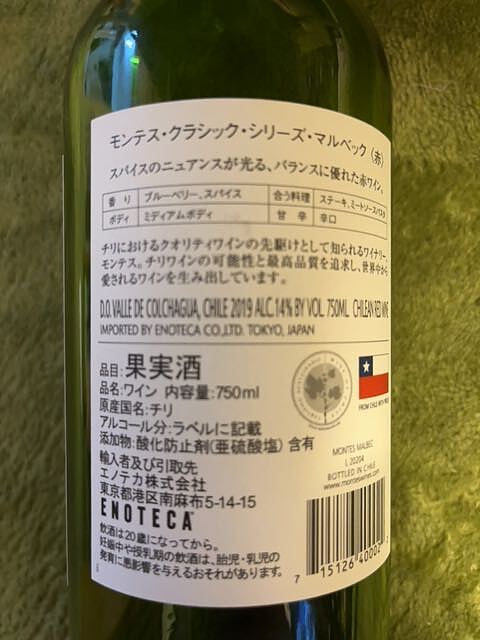 モンテス・クラシック・シリーズ・マルベック（赤）
スパイスのニュアンスが光る、バランスに優れた赤ワイン。
香り ブルーベリー、スパイス 合う料理 ステーキ、ミートソースパスタ
ボディ ミディアムボディ 甘辛 辛口
チリにおけるクオリティワインの先駆けとして知られるワイナリー、
モンテス。チリワインの可能性と最高品質を追求し、世界中から
愛されるワインを生み出しています。
D.O. VALLE DE COLCHAGUA, CHILE 2019 ALC.14% BY VOL. 750ML CHILEAN RED WINE
IMPORTED BY ENOTECA CO.,LTD. TOKYO, JAPAN
品目:果実酒
品名:ワイン 内容量:750ml
原産国名:チリ
アルコール分:ラベルに記載
添加物:酸化防止剤(亜硫酸塩)含有
輸入者及び引取先
エノテカ株式会社
東京都港区南麻布5-14-15
ENOTECA
飲酒は20歳になってから。
妊娠中や授乳期の飲酒は、胎児・乳児の
発育に悪影響を与えるおそれがあります。
FROM CHILE WITH PRIDE
MONTES MALBEC
L 20204
BOTTLED IN CHILE
www.monteswines.com
7 15126 40002